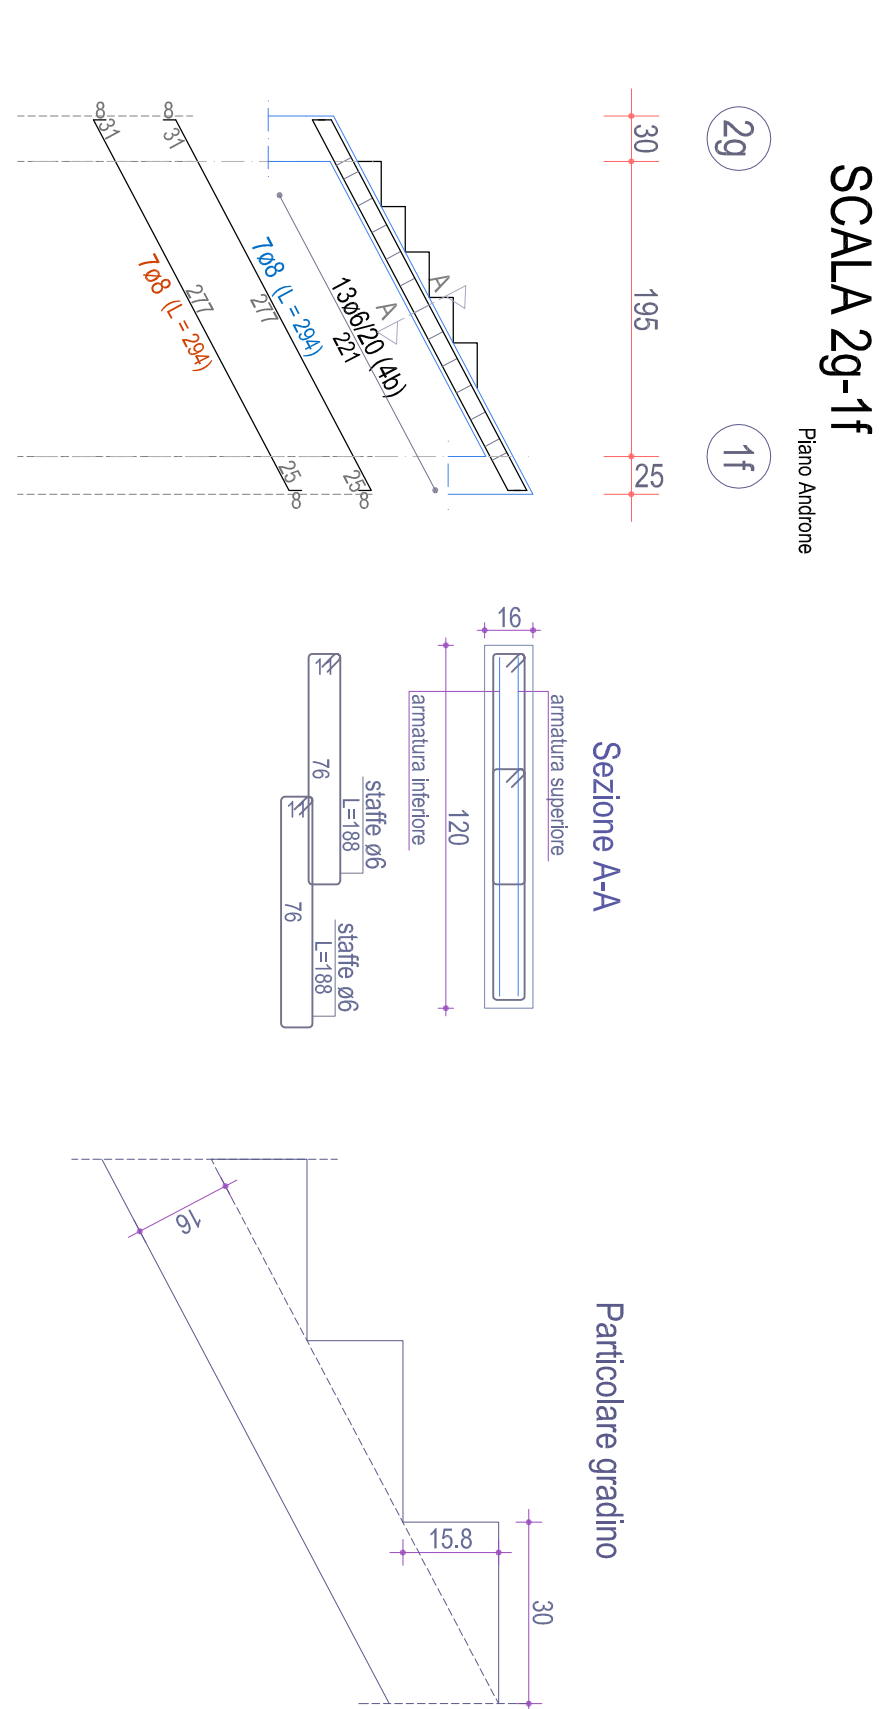 SCALA 2g-1f
Piano Androne
2g
1f
30
195
25
A
A
13ø6/20 (4b)
221
8
31
277
25
8
7ø8 (L = 294)
8
31
277
25
8
7ø8 (L = 294)
Sezione A-A
armatura superiore
16
120
armatura inferiore
staffe ø6
L=188
11
76
staffe ø6
L=188
11
76
Particolare gradino
30
15.8
16